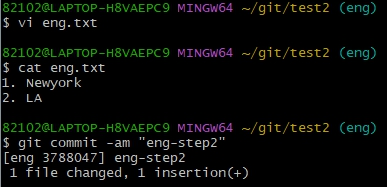 82102@LAPTOP-H8VAEPC9 MINGW64 ~/git/test2 (eng)
$ vi eng.txt
82102@LAPTOP-H8VAEPC9 MINGW64 ~/git/test2 (eng)
$ cat eng.txt
1. Newyork
2. LA
82102@LAPTOP-H8VAEPC9 MINGW64 ~/git/test2 (eng)
$ git commit -am "eng-step2"
[eng 3788047] eng-step2
1 file changed, 1 insertion(+)